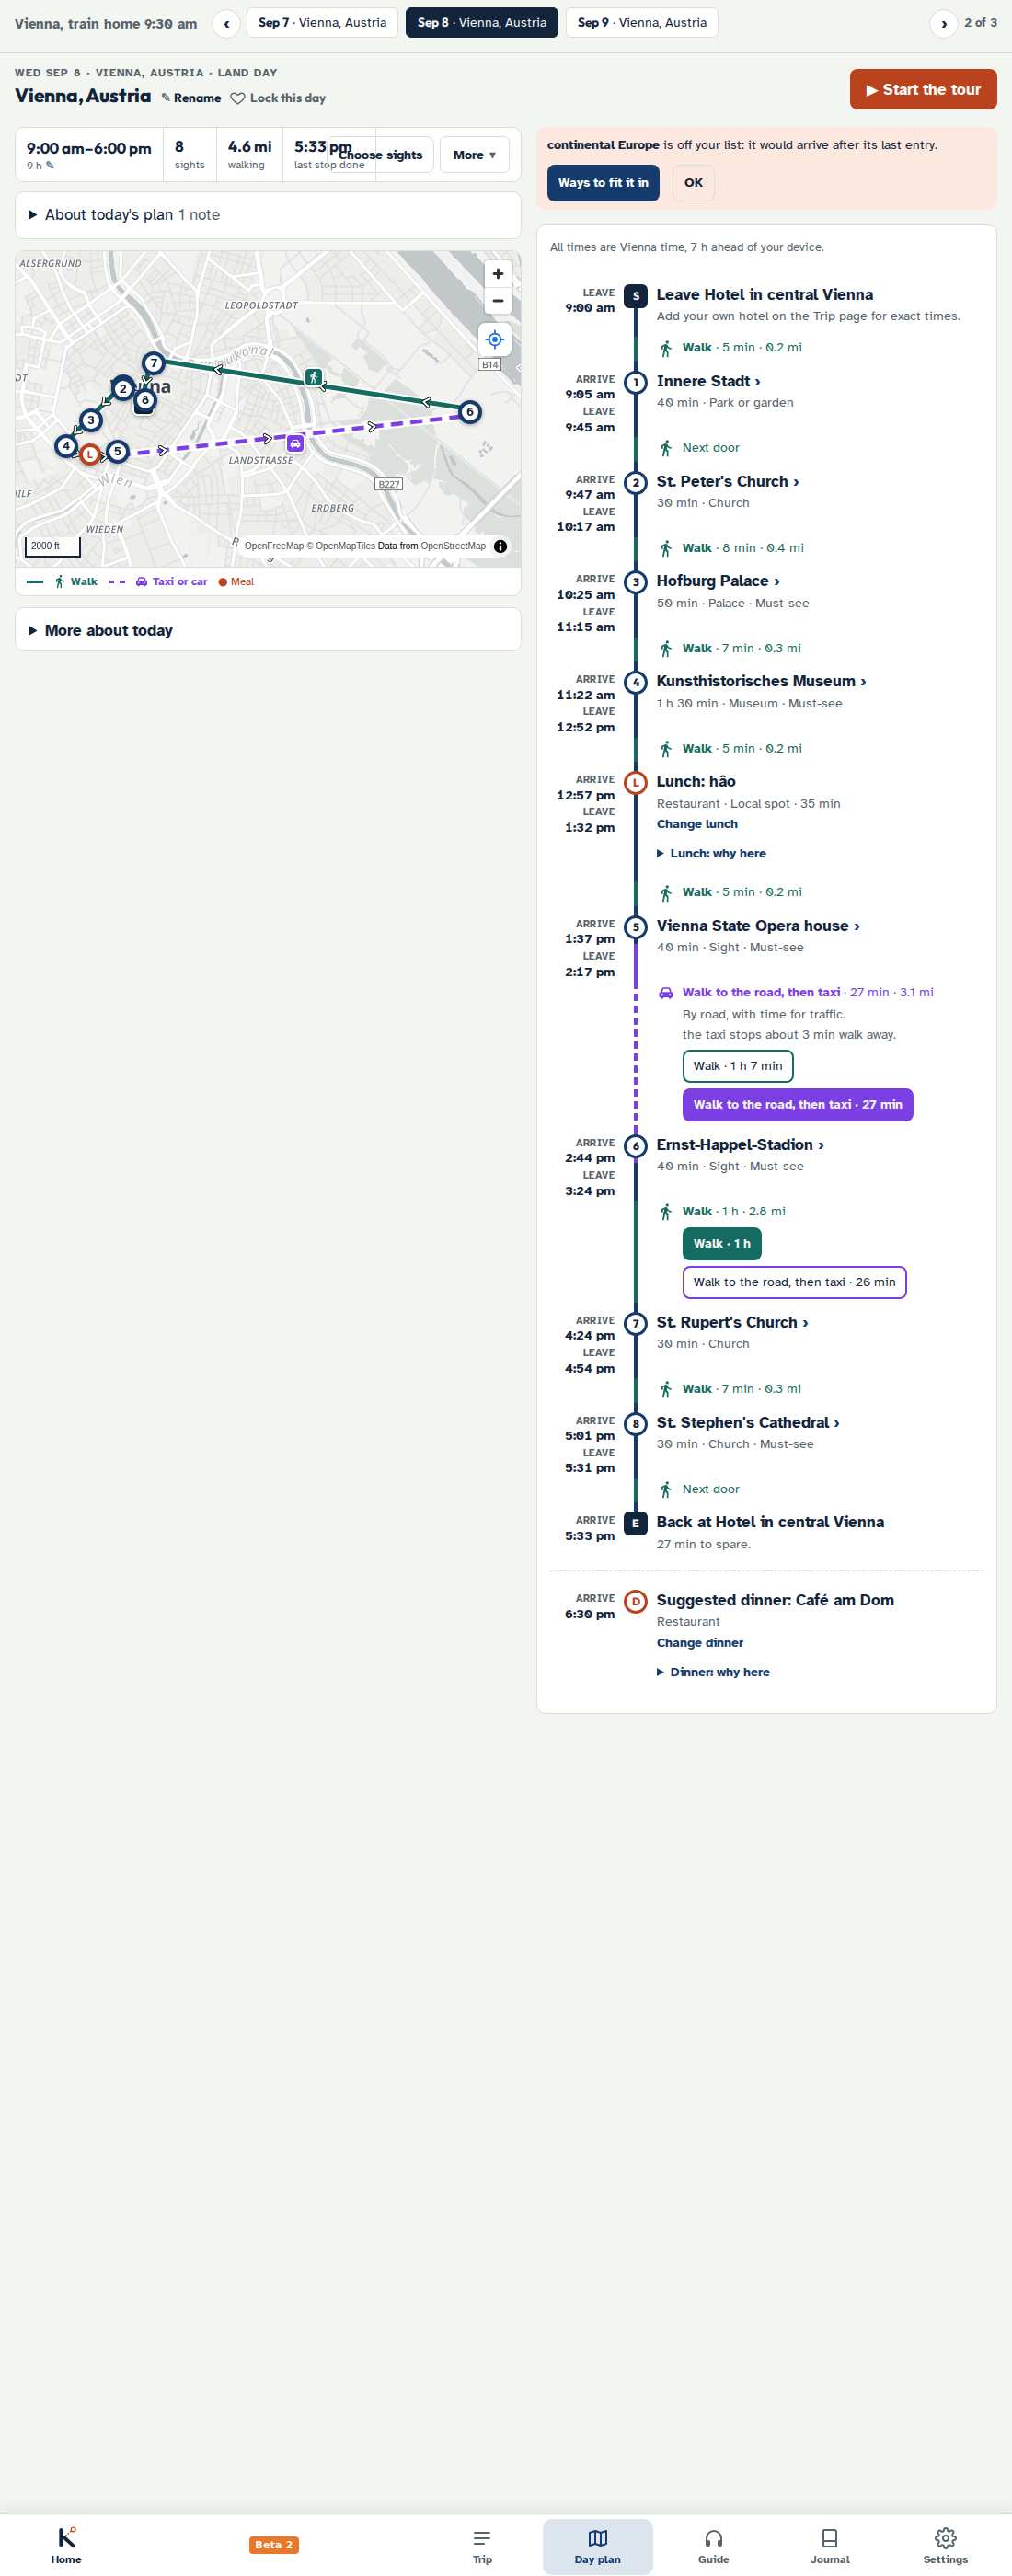 Vienna, train home 9:30 am
‹
Sep 7 · Vienna, Austria
Sep 8 · Vienna, Austria
Sep 9 · Vienna, Austria
›
2 of 3
WED SEP 8 · VIENNA, AUSTRIA · LAND DAY
Vienna, Austria
✎ Rename
Lock this day
▶ Start the tour
9:00 am–6:00 pm
9 h ✎
8
sights
4.6 mi
walking
5:33 pm
last stop done
Choose sights
More ▼
▶ About today's plan 1 note
ALSERGRUND
LEOPOLDSTADT
B14
LANDSTRASSE
B227
ERDBERG
Wien
WIEDEN
7
2
8
3
4
L
5
6
+
−
2000 ft
OpenFreeMap © OpenMapTiles Data from OpenStreetMap
Walk
Taxi or car
Meal
▶ More about today
continental Europe is off your list: it would arrive after its last entry.
Ways to fit it in
OK
All times are Vienna time, 7 h ahead of your device.
LEAVE
9:00 am
S
Leave Hotel in central Vienna
Add your own hotel on the Trip page for exact times.
Walk · 5 min · 0.2 mi
ARRIVE
9:05 am
LEAVE
9:45 am
1
Innere Stadt ›
40 min · Park or garden
Next door
ARRIVE
9:47 am
LEAVE
10:17 am
2
St. Peter's Church ›
30 min · Church
Walk · 8 min · 0.4 mi
ARRIVE
10:25 am
LEAVE
11:15 am
3
Hofburg Palace ›
50 min · Palace · Must-see
Walk · 7 min · 0.3 mi
ARRIVE
11:22 am
LEAVE
12:52 pm
4
Kunsthistorisches Museum ›
1 h 30 min · Museum · Must-see
Walk · 5 min · 0.2 mi
ARRIVE
12:57 pm
LEAVE
1:32 pm
L
Lunch: hâo
Restaurant · Local spot · 35 min
Change lunch
▶ Lunch: why here
Walk · 5 min · 0.2 mi
ARRIVE
1:37 pm
LEAVE
2:17 pm
5
Vienna State Opera house ›
40 min · Sight · Must-see
Walk to the road, then taxi · 27 min · 3.1 mi
By road, with time for traffic.
the taxi stops about 3 min walk away.
Walk · 1 h 7 min
Walk to the road, then taxi · 27 min
ARRIVE
2:44 pm
LEAVE
3:24 pm
6
Ernst-Happel-Stadion ›
40 min · Sight · Must-see
Walk · 1 h · 2.8 mi
Walk · 1 h
Walk to the road, then taxi · 26 min
ARRIVE
4:24 pm
LEAVE
4:54 pm
7
St. Rupert's Church ›
30 min · Church
Walk · 7 min · 0.3 mi
ARRIVE
5:01 pm
LEAVE
5:31 pm
8
St. Stephen's Cathedral ›
30 min · Church · Must-see
Next door
ARRIVE
5:33 pm
E
Back at Hotel in central Vienna
27 min to spare.
ARRIVE
6:30 pm
D
Suggested dinner: Café am Dom
Restaurant
Change dinner
▶ Dinner: why here
Home
Beta 2
Trip
Day plan
Guide
Journal
Settings